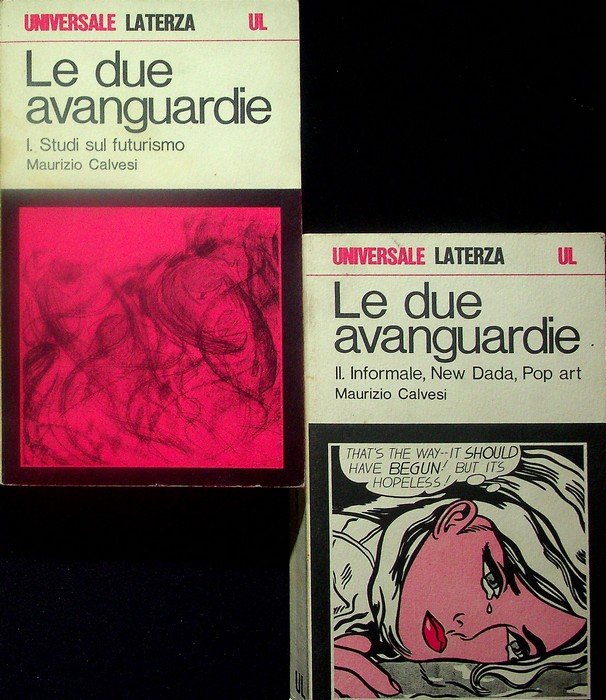 UNIVERSALE LATERZA UL
Le due
avanguardie
I. Studi sul futurismo
Maurizio Calvesi
UNIVERSALE LATERZA UL
Le due
avanguardie
II. Informale, New Dada, Pop art
Maurizio Calvesi
THAT'S THE WAY--IT SHOULD
HAVE BEGUN! BUT ITS
HOPELESS!
UL